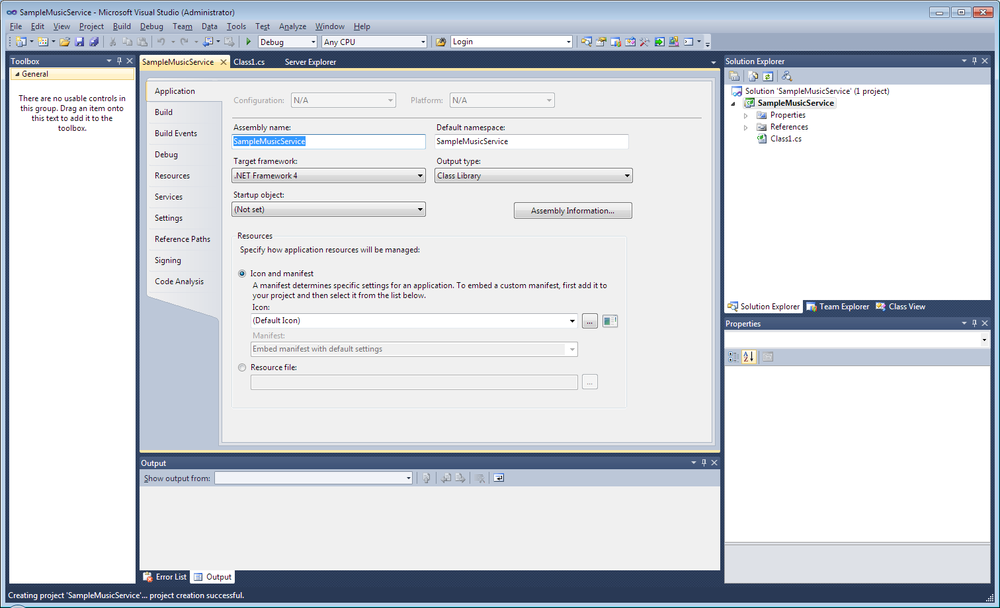 SampleMusicService - Microsoft Visual Studio (Administrator)
File Edit View Project Build Debug Team Data Tools Test Analyze Window Help
Debug Any CPU Login
Toolbox
General
There are no usable controls in
this group. Drag an item onto
this text to add it to the
toolbox.
SampleMusicService Class1.cs Server Explorer
Application
Build
Build Events
Debug
Resources
Services
Settings
Reference Paths
Signing
Code Analysis
Configuration: N/A Platform: N/A
Assembly name: Default namespace:
SampleMusicService SampleMusicService
Target framework: Output type:
.NET Framework 4 Class Library
Startup object:
(Not set) Assembly Information...
Resources
Specify how application resources will be managed:
Icon and manifest
A manifest determines specific settings for an application. To embed a custom manifest, first add it to
your project and then select it from the list below.
Icon:
(Default Icon) ...
Manifest:
Embed manifest with default settings
Resource file:
...
Output
Show output from:
Error List Output
Solution Explorer
Solution 'SampleMusicService' (1 project)
SampleMusicService
Properties
References
Class1.cs
Solution Explorer Team Explorer Class View
Properties
Creating project 'SampleMusicService'... project creation successful.